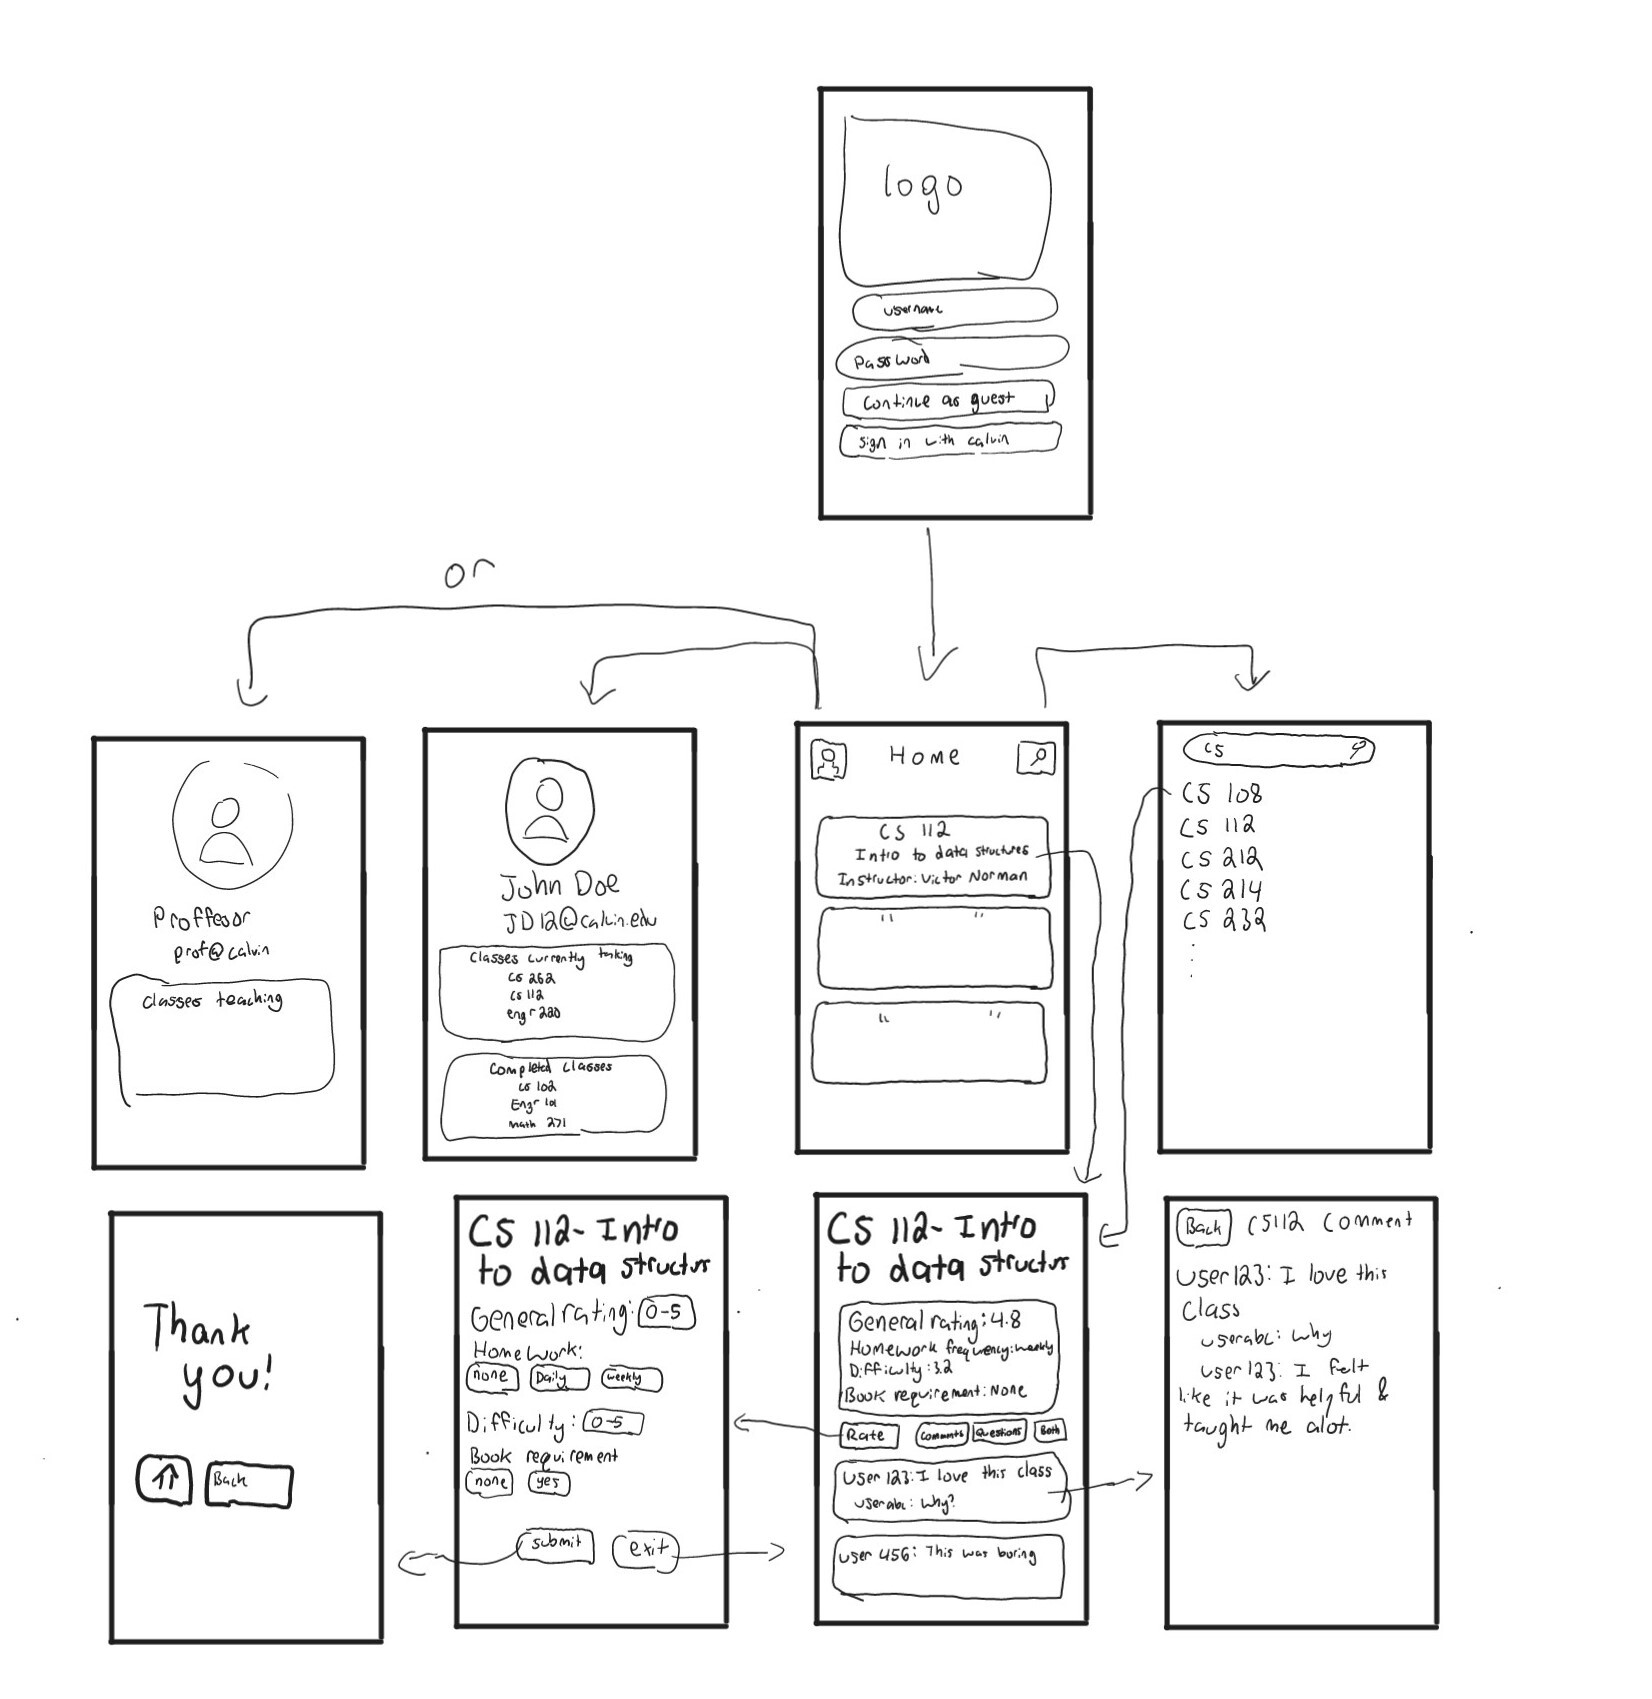 logo
username
Password
Continue as guest
sign in with calvin
or
Proffesor
prof@calvin
classes teaching
John Doe
JD12@calvin.edu
Classes currently taking
CS 262
CS 112
engr 220
Completed Classes
CS 102
Engr 101
Math 271
Home
CS 112
Intro to data structures
Instructor: Victor Norman
" "
" "
CS
CS 108
CS 112
CS 212
CS 214
CS 232
Thank
you!
Back
CS 112- Intro
to data structurs
General rating: 0-5
Homework:
none Daily weekly
Difficulty: 0-5
Book requirement
none yes
submit exit
CS 112- Intro
to data structurs
General rating: 4.8
Homework frequency: weekly
Difficulty: 3.2
Book requirement: None
Rate Comments Questions Both
User 123: I love this class
userabc: Why?
user 456: This was boring
Back CS112 Comment
User123: I love this
class
userabc: Why
user 123: I felt
like it was helpful &
taught me alot.